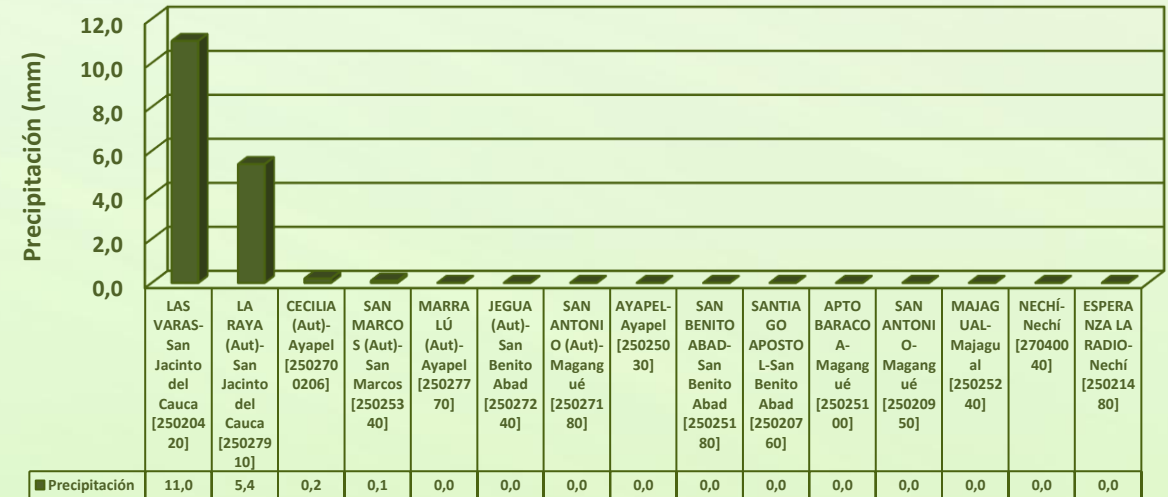 Precipitación (mm)
12,0
10,0
8,0
6,0
4,0
2,0
0,0
LAS
VARAS-
San
Jacinto
del
Cauca
[250204
20]
LA
RAYA
(Aut)-
San
Jacinto
del
Cauca
[250279
10]
CECILIA
(Aut)-
Ayapel
[250270
0206]
SAN
MARCO
S (Aut)-
San
Marcos
[250253
40]
MARRA
LÚ
(Aut)-
Ayapel
[250277
70]
JEGUA
(Aut)-
San
Benito
Abad
[250272
40]
SAN
ANTONI
O (Aut)-
Magang
ué
[250271
80]
AYAPEL-
Ayapel
[250250
30]
SAN
BENITO
ABAD-
San
Benito
Abad
[250251
80]
SANTIA
GO
APOSTO
L-San
Benito
Abad
[250207
60]
APTO
BARACO
A-
Magang
ué
[250251
00]
SAN
ANTONI
O-
Magang
ué
[250209
50]
MAJAG
UAL-
Majagu
al
[250252
40]
NECHÍ-
Nechí
[270400
40]
ESPERA
NZA LA
RADIO-
Nechí
[250214
80]
Precipitación 11,0 5,4 0,2 0,1 0,0 0,0 0,0 0,0 0,0 0,0 0,0 0,0 0,0 0,0 0,0